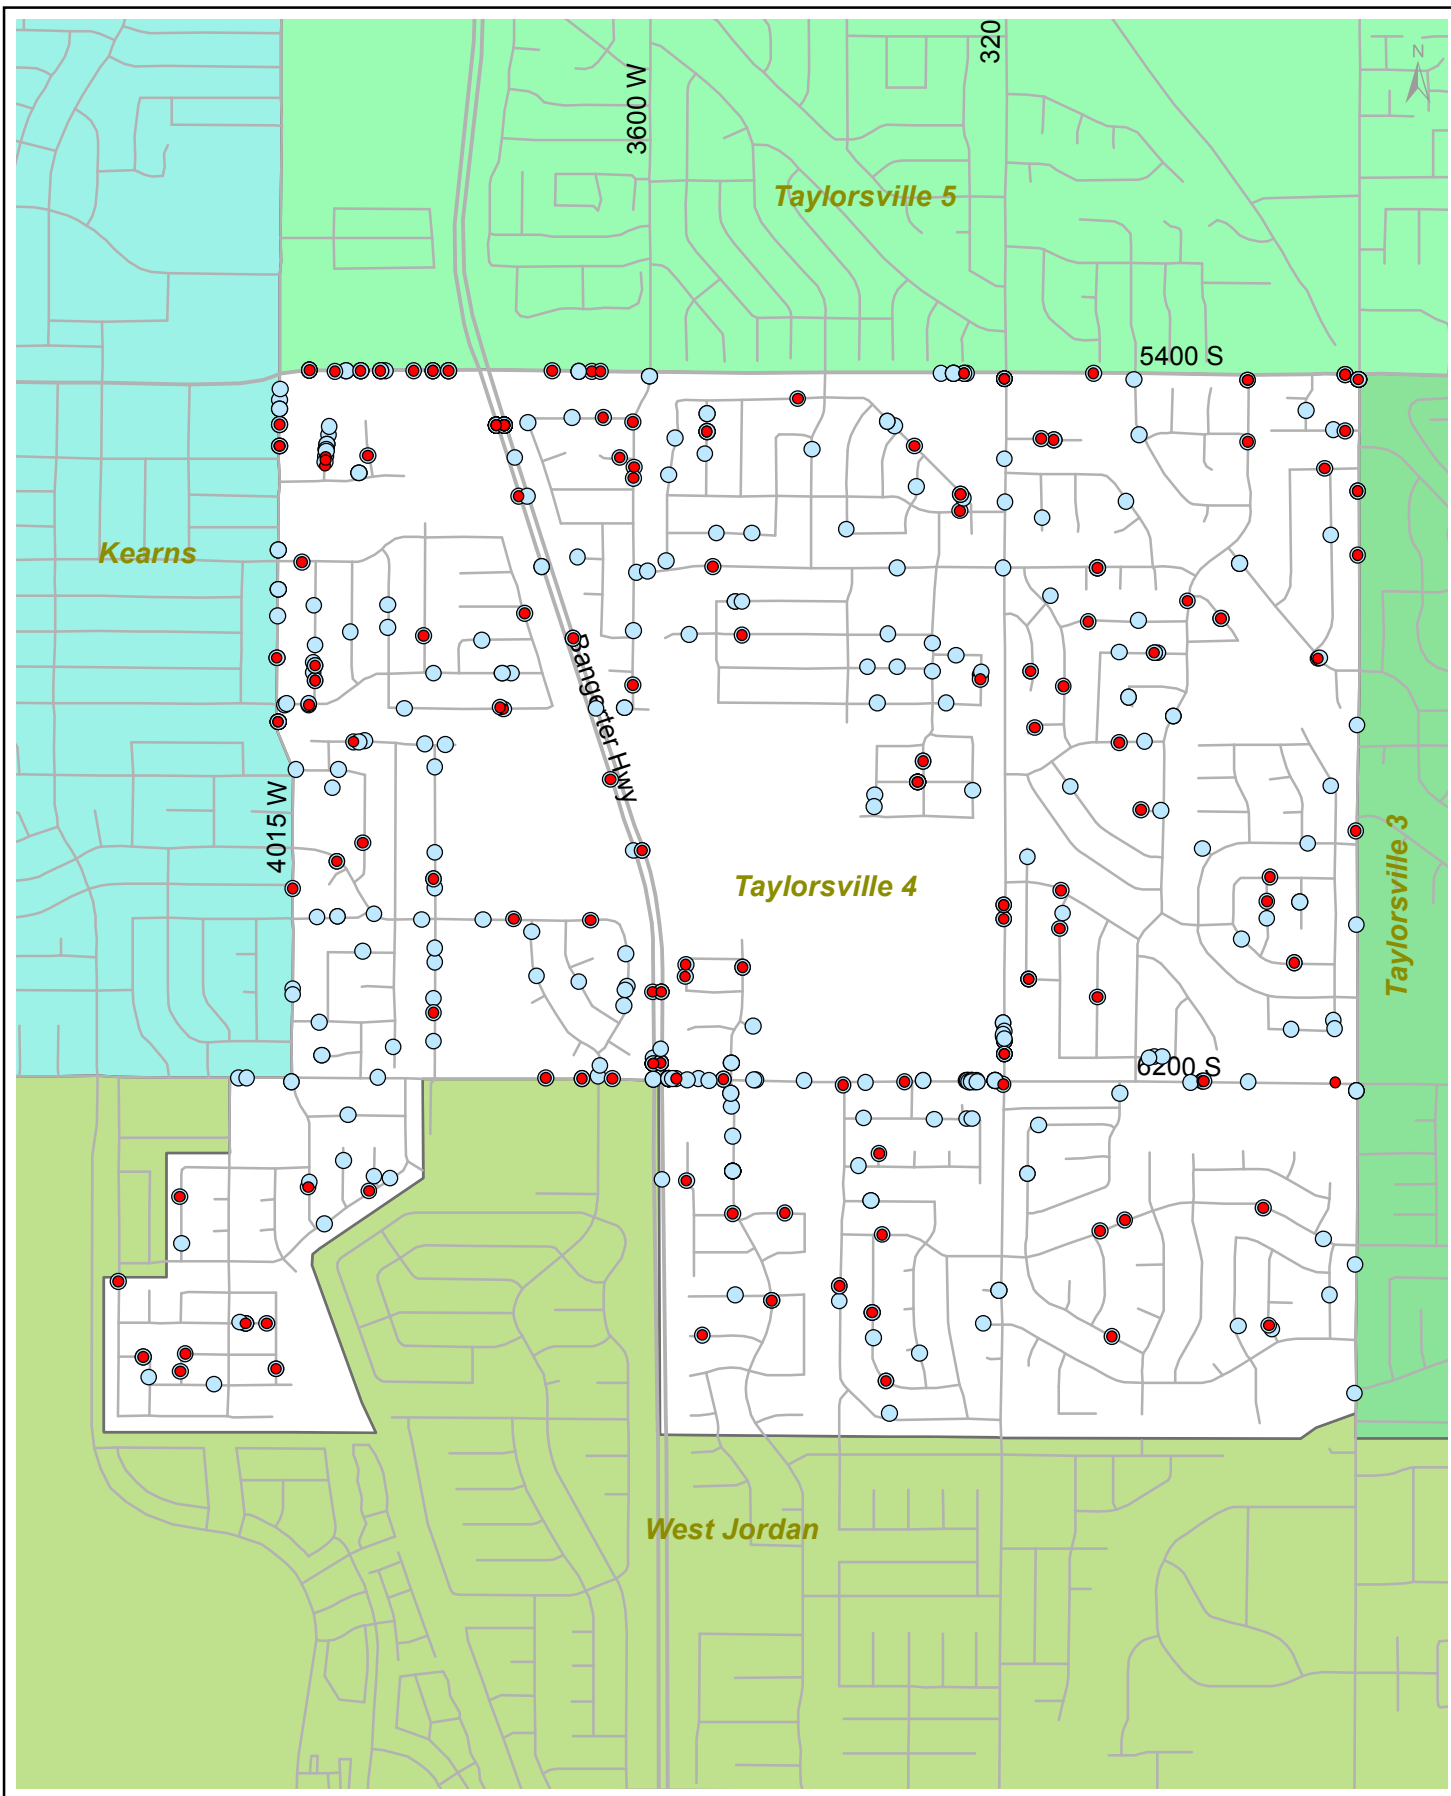 320
N
3600 W
Taylorsville 5
5400 S
Kearns
Bangerter Hwy
4015 W
Taylorsville 4
Taylorsville 3
6200 S
West Jordan